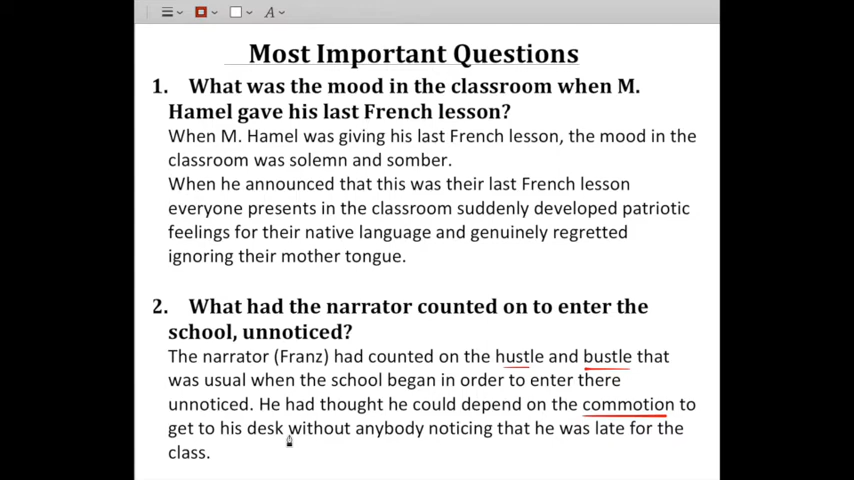 Most Important Questions
1. What was the mood in the classroom when M.
Hamel gave his last French lesson?
When M. Hamel was giving his last French lesson, the mood in the
classroom was solemn and somber.
When he announced that this was their last French lesson
everyone presents in the classroom suddenly developed patriotic
feelings for their native language and genuinely regretted
ignoring their mother tongue.
2. What had the narrator counted on to enter the
school, unnoticed?
The narrator (Franz) had counted on the hustle and bustle that
was usual when the school began in order to enter there
unnoticed. He had thought he could depend on the commotion to
get to his desk without anybody noticing that he was late for the
class.